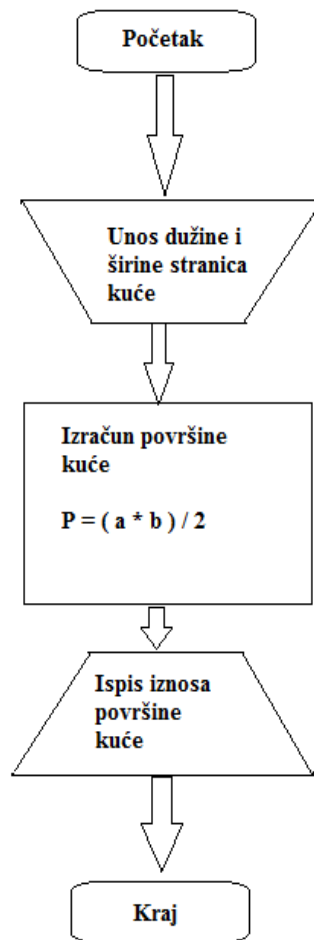 Početak
Unos dužine i
širine stranica
kuće
Izračun površine
kuće
P = ( a * b ) / 2
Ispis iznosa
površine
kuće
Kraj